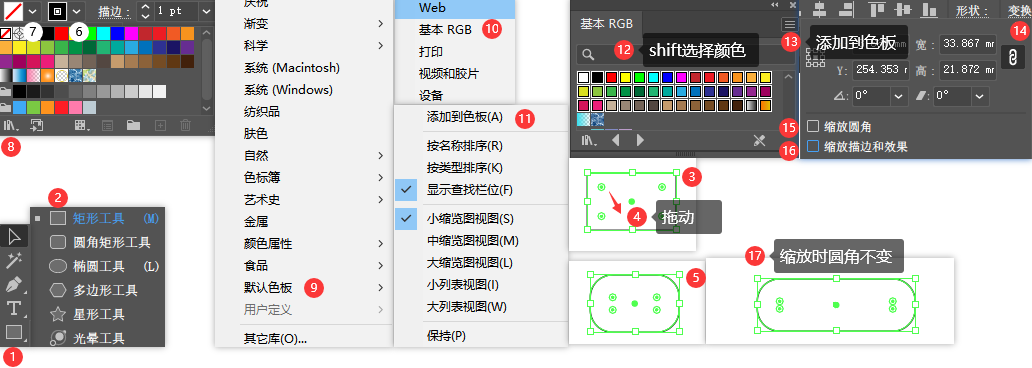 描边:
1 pt
7
6
8
2
矩形工具 (M)
圆角矩形工具
椭圆工具 (L)
多边形工具
星形工具
光晕工具
T
1
庆祝
渐变
科学
系统 (Macintosh)
系统 (Windows)
纺织品
肤色
自然
色标簿
艺术史
金属
颜色属性
食品
默认色板 9
用户定义
其它库(O)...
Web
基本 RGB 10
打印
视频和胶片
设备
添加到色板(A) 11
按名称排序(R)
按类型排序(K)
显示查找栏位(F)
小缩览图视图(S)
中缩览图视图(M)
大缩览图视图(L)
小列表视图(I)
大列表视图(W)
保持(P)
基本 RGB
12 shift选择颜色
3
4 拖动
5
形状:
变换
13 添加到色板
14
宽: 33.867 mm
Y: 254.353 m
高: 21.872 mm
0°
0°
15 缩放圆角
16 缩放描边和效果
17 缩放时圆角不变